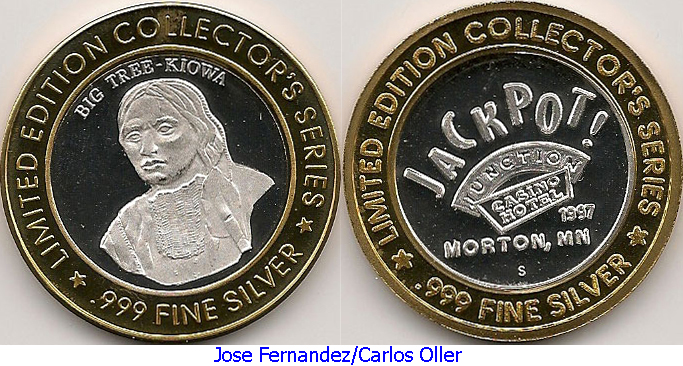 BIG TREE-KIOWA
LIMITED EDITION COLLECTOR'S SERIES
★ .999 FINE SILVER ★
LIMITED EDITION COLLECTOR'S SERIES
JACKPOT!
JUNCTION
CASINO
HOTEL
1997
MORTON, MN
S
★ .999 FINE SILVER ★
Jose Fernandez/Carlos Oller